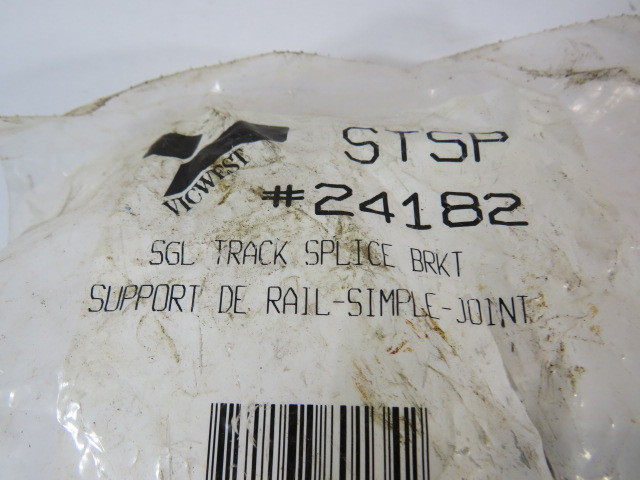 VICWEST
STSP
#24182
SGL TRACK SPLICE BRKT
SUPPORT DE RAIL-SIMPLE-JOINT